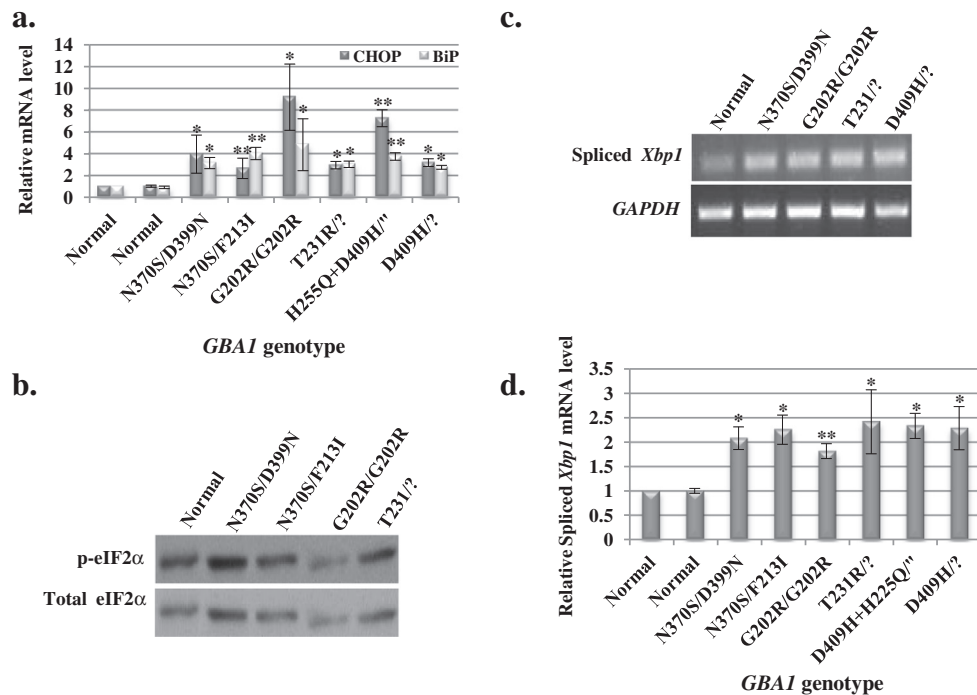 a.
Relative mRNA level
14
12
10
8
6
4
2
0
CHOP BiP
* * ** ** * * * * ** ** * *
Normal
Normal
N370S/D399N
N370S/F213I
G202R/G202R
T231R/?
H255Q+D409H/"
D409H/?
GBA1 genotype
b.
Normal
N370S/D399N
N370S/F213I
G202R/G202R
T231/?
p-eIF2α
Total eIF2α
c.
Normal
N370S/D399N
G202R/G202R
T231/?
D409H/?
Spliced Xbp1
GAPDH
d.
Relative Spliced Xbp1 mRNA level
3.5
3
2.5
2
1.5
1
0.5
0
* * ** * * *
Normal
Normal
N370S/D399N
N370S/F213I
G202R/G202R
T231R/?
D409H+H225Q/"
D409H/?
GBA1 genotype